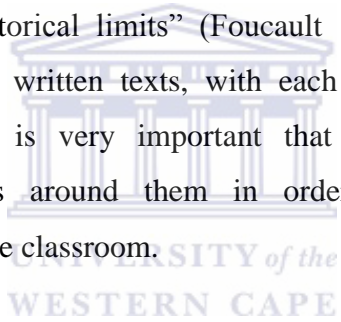 torical limits” (Foucault
written texts, with each
is very important that
s around them in orde
e classroom.
UNIVERSITY of the
WESTERN CAPE